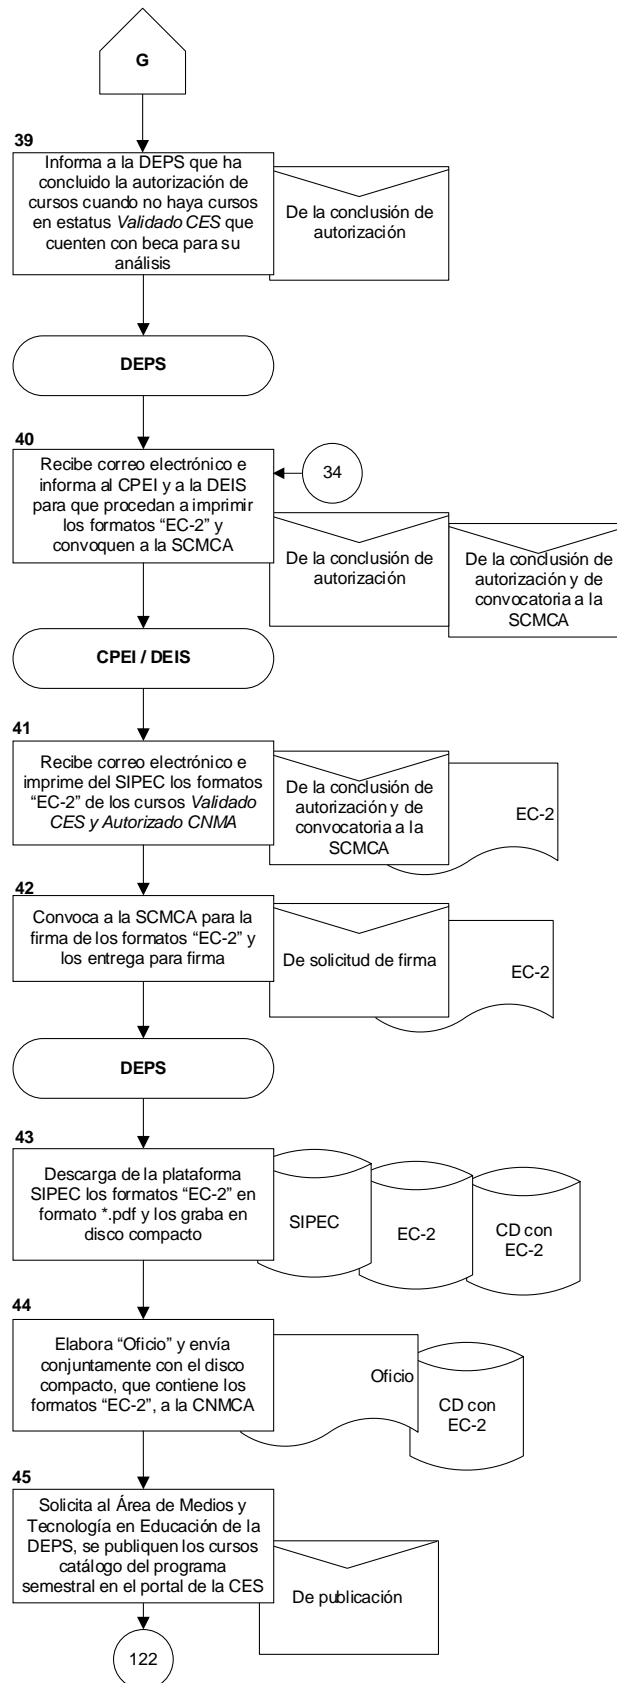 G
39
Informa a la DEPS que ha
concluido la autorización de
cursos cuando no haya cursos
en estatus Validado CES que
cuenten con beca para su
análisis
De la conclusión de
autorización
DEPS
40
Recibe correo electrónico e
informa al CPEI y a la DEIS
para que procedan a imprimir
los formatos “EC-2” y
convoquen a la SCMCA
34
De la conclusión de
autorización
De la conclusión de
autorización y de
convocatoria a la
SCMCA
CPEI / DEIS
41
Recibe correo electrónico e
imprime del SIPEC los formatos
“EC-2” de los cursos Validado
CES y Autorizado CNMA
De la conclusión de
autorización y de
convocatoria a la
SCMCA
EC-2
42
Convoca a la SCMCA para la
firma de los formatos “EC-2” y
los entrega para firma
De solicitud de firma
EC-2
DEPS
43
Descarga de la plataforma
SIPEC los formatos “EC-2” en
formato *.pdf y los graba en
disco compacto
SIPEC
EC-2
CD con
EC-2
44
Elabora “Oficio” y envía
conjuntamente con el disco
compacto, que contiene los
formatos “EC-2”, a la CNMCA
Oficio
CD con
EC-2
45
Solicita al Área de Medios y
Tecnología en Educación de la
DEPS, se publiquen los cursos
catálogo del programa
semestral en el portal de la CES
De publicación
122